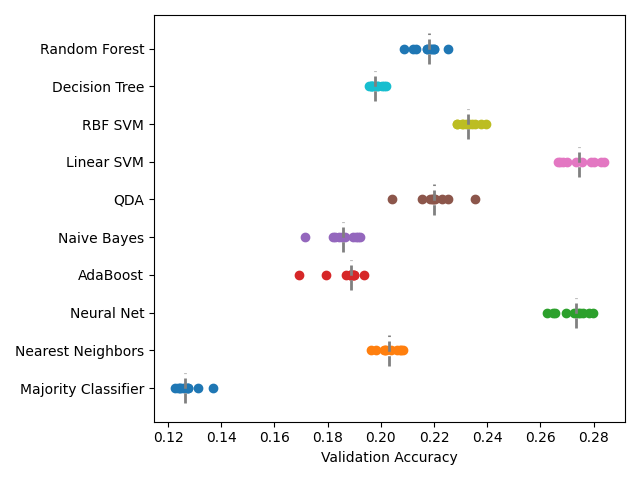 Random Forest
Decision Tree
RBF SVM
Linear SVM
QDA
Naive Bayes
AdaBoost
Neural Net
Nearest Neighbors
Majority Classifier
0.12 0.14 0.16 0.18 0.20 0.22 0.24 0.26 0.28
Validation Accuracy